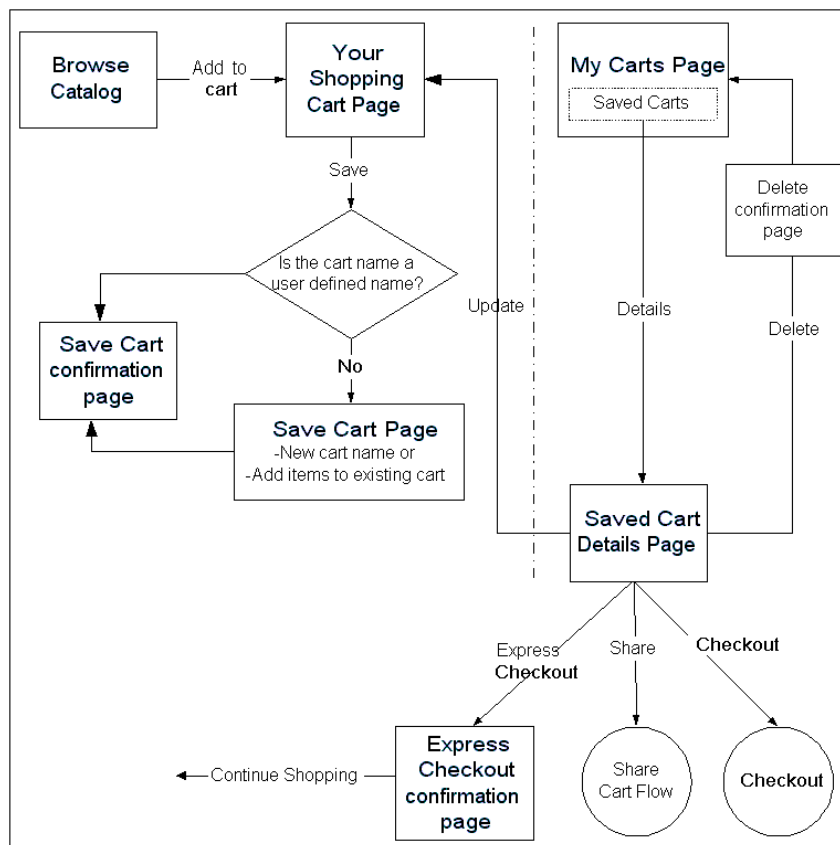 Browse
Catalog
Add to
cart
Your
Shopping
Cart Page
My Carts Page
Saved Carts
Save
Delete
confirmation
page
Is the cart name a
user defined name?
Update
Details
Delete
Save Cart
confirmation
page
No
Save Cart Page
-New cart name or
-Add items to existing cart
Saved Cart
Details Page
Express
Checkout
Share
Checkout
Express
Checkout
confirmation
page
Continue Shopping
Share
Cart Flow
Checkout